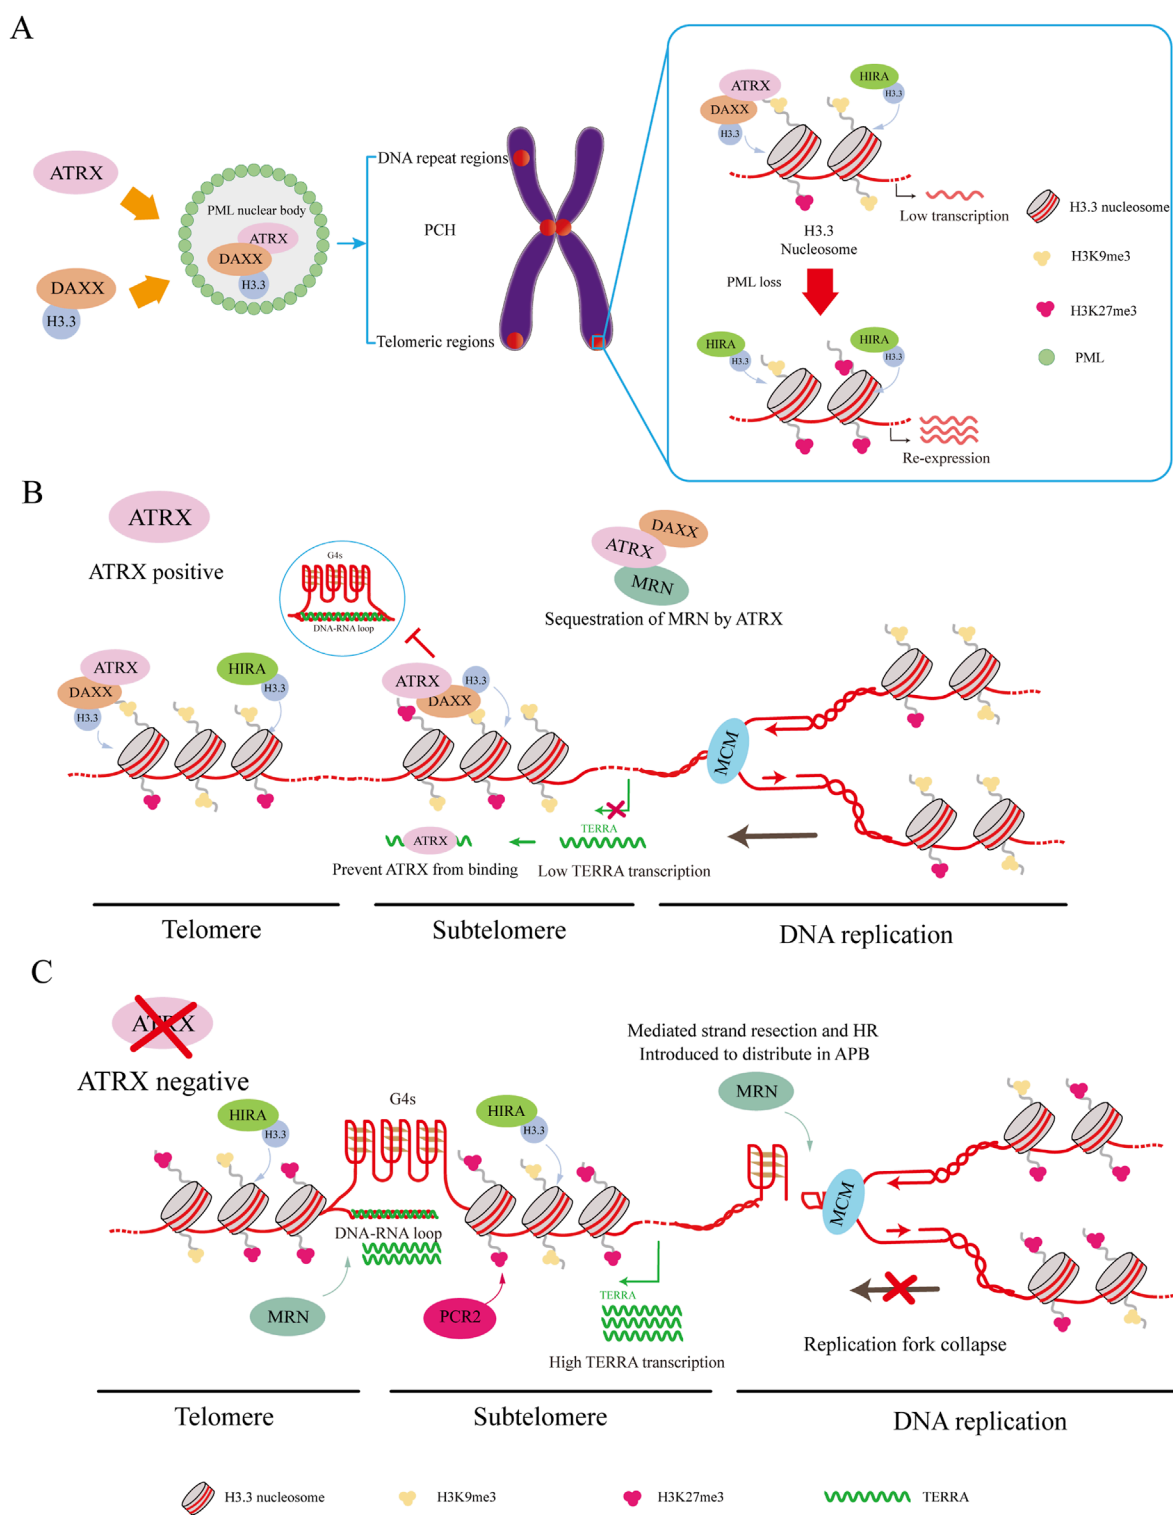 A
ATRX
DAXX
H3.3
PML nuclear body
ATRX
DAXX
H3.3
DNA repeat regions
PCH
Telomeric regions
ATRX
DAXX
H3.3
HIRA
H3.3
Low transcription
H3.3
Nucleosome
PML loss
HIRA
H3.3
HIRA
H3.3
Re-expression
H3.3 nucleosome
H3K9me3
H3K27me3
PML
B
ATRX
ATRX positive
G4s
DNA-RNA loop
DAXX
ATRX
MRN
Sequestration of MRN by ATRX
ATRX
DAXX
H3.3
HIRA
H3.3
ATRX
DAXX
H3.3
MCM
TERRA
ATRX
Prevent ATRX from binding
Low TERRA transcription
Telomere
Subtelomere
DNA replication
C
ATRX
ATRX negative
Mediated strand resection and HR
Introduced to distribute in APB
MRN
HIRA
H3.3
G4s
HIRA
H3.3
MCM
DNA-RNA loop
MRN
PCR2
TERRA
High TERRA transcription
Replication fork collapse
Telomere
Subtelomere
DNA replication
H3.3 nucleosome
H3K9me3
H3K27me3
TERRA